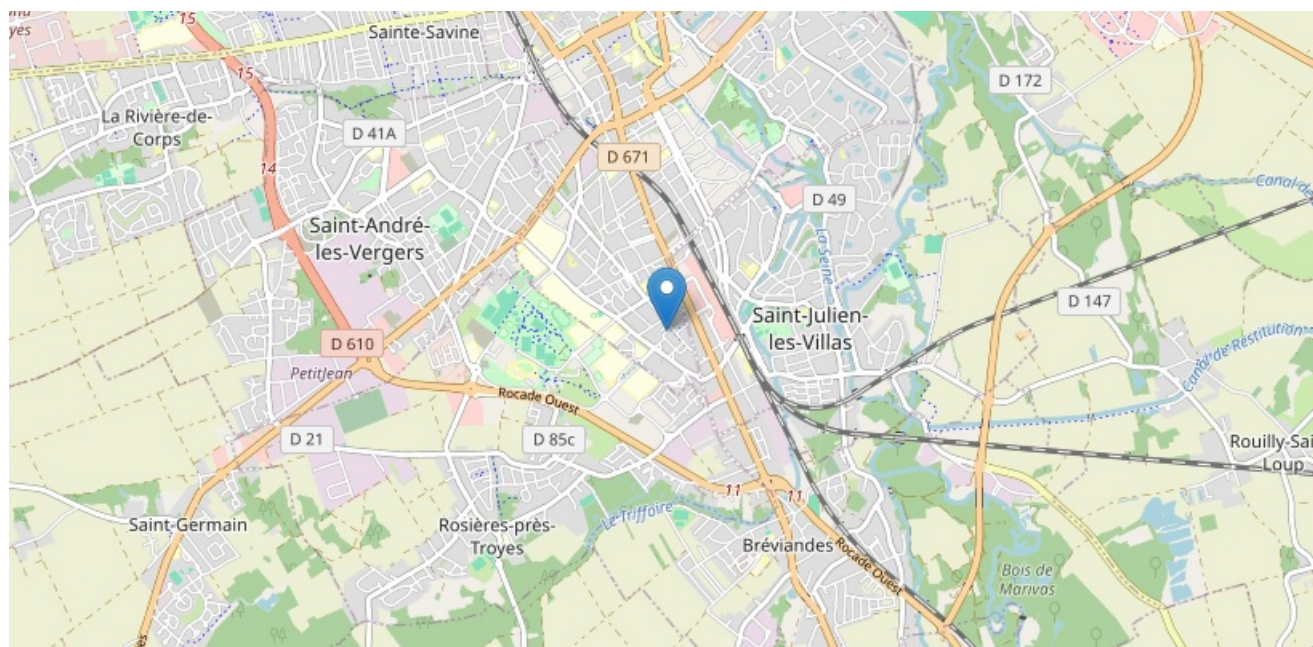 15
Sainte-Savine
yes
15
D 172
La Rivière-de-
Corps
D 41A
D 671
14
D 49
Saint-André-
les-Vergers
La Seine
D 147
Saint-Julien-
les-Villas
D 610
PetitJean
Canal de Restitution
Rocade Ouest
D 21
D 85c
Rouilly-Sai
Loup
11
11
Saint-Germain
Rosières-près-
Troyes
Le Triffoire
Bréviandes
Rocade Ouest
Bois de
Marivas